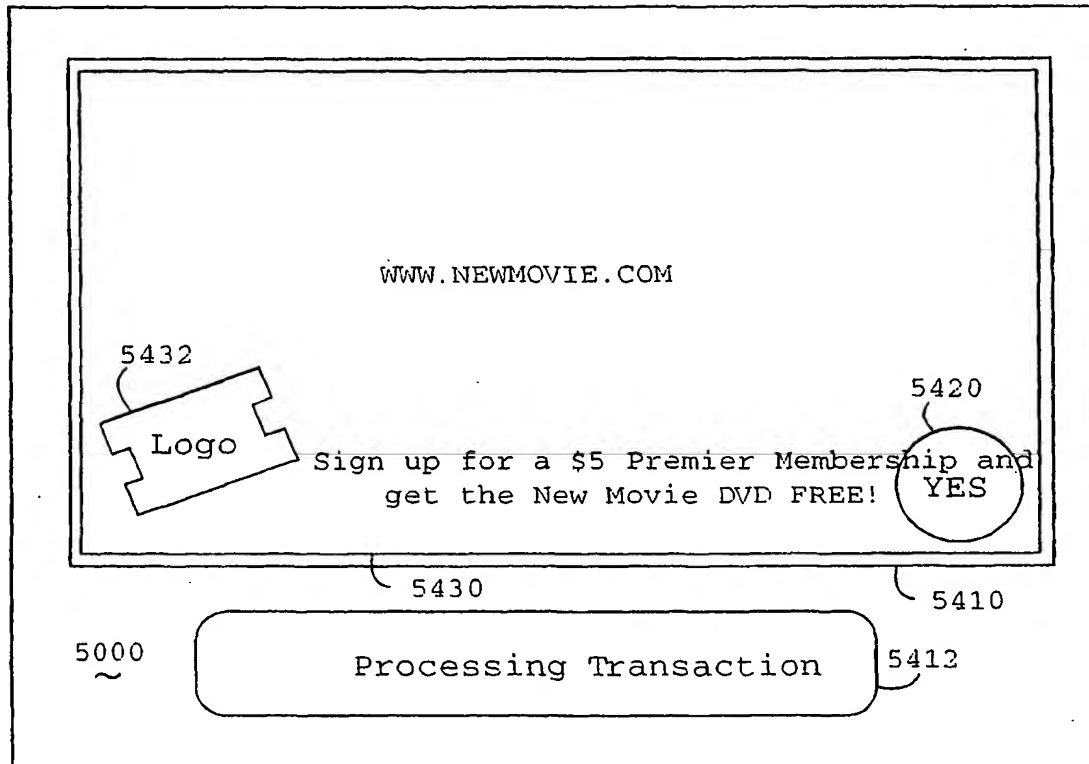 WWW.NEWMOVIE.COM
5432
5420
Logo
Sign up for a $5 Premier Membership and
get the New Movie DVD FREE!
YES
5430
5410
5000
Processing Transaction
5412